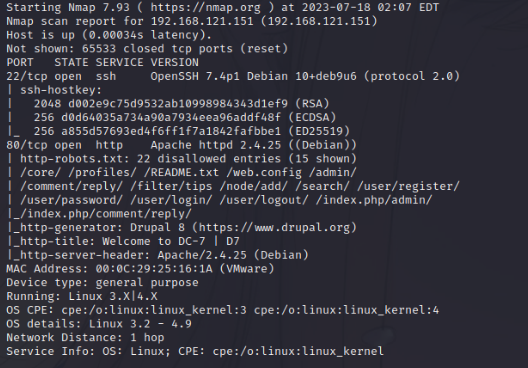 Starting Nmap 7.93 ( https://nmap.org ) at 2023-07-18 02:07 EDT
Nmap scan report for 192.168.121.151 (192.168.121.151)
Host is up (0.00034s latency).
Not shown: 65533 closed tcp ports (reset)
PORT   STATE SERVICE VERSION
22/tcp open  ssh     OpenSSH 7.4p1 Debian 10+deb9u6 (protocol 2.0)
| ssh-hostkey:
|   2048 d002e9c75d9532ab10998984343d1ef9 (RSA)
|   256 d0d64035a734a90a7934eea96addf48f (ECDSA)
|_  256 a855d57693ed4f6ff1f7a1842fafbbe1 (ED25519)
80/tcp open  http    Apache httpd 2.4.25 ((Debian))
| http-robots.txt: 22 disallowed entries (15 shown)
| /core/ /profiles/ /README.txt /web.config /admin/
| /comment/reply/ /filter/tips /node/add/ /search/ /user/register/
| /user/password/ /user/login/ /user/logout/ /index.php/admin/
|_/index.php/comment/reply/
|_http-generator: Drupal 8 (https://www.drupal.org)
|_http-title: Welcome to DC-7 | D7
|_http-server-header: Apache/2.4.25 (Debian)
MAC Address: 00:0C:29:25:16:1A (VMware)
Device type: general purpose
Running: Linux 3.X|4.X
OS CPE: cpe:/o:linux:linux_kernel:3 cpe:/o:linux:linux_kernel:4
OS details: Linux 3.2 - 4.9
Network Distance: 1 hop
Service Info: OS: Linux; CPE: cpe:/o:linux:linux_kernel